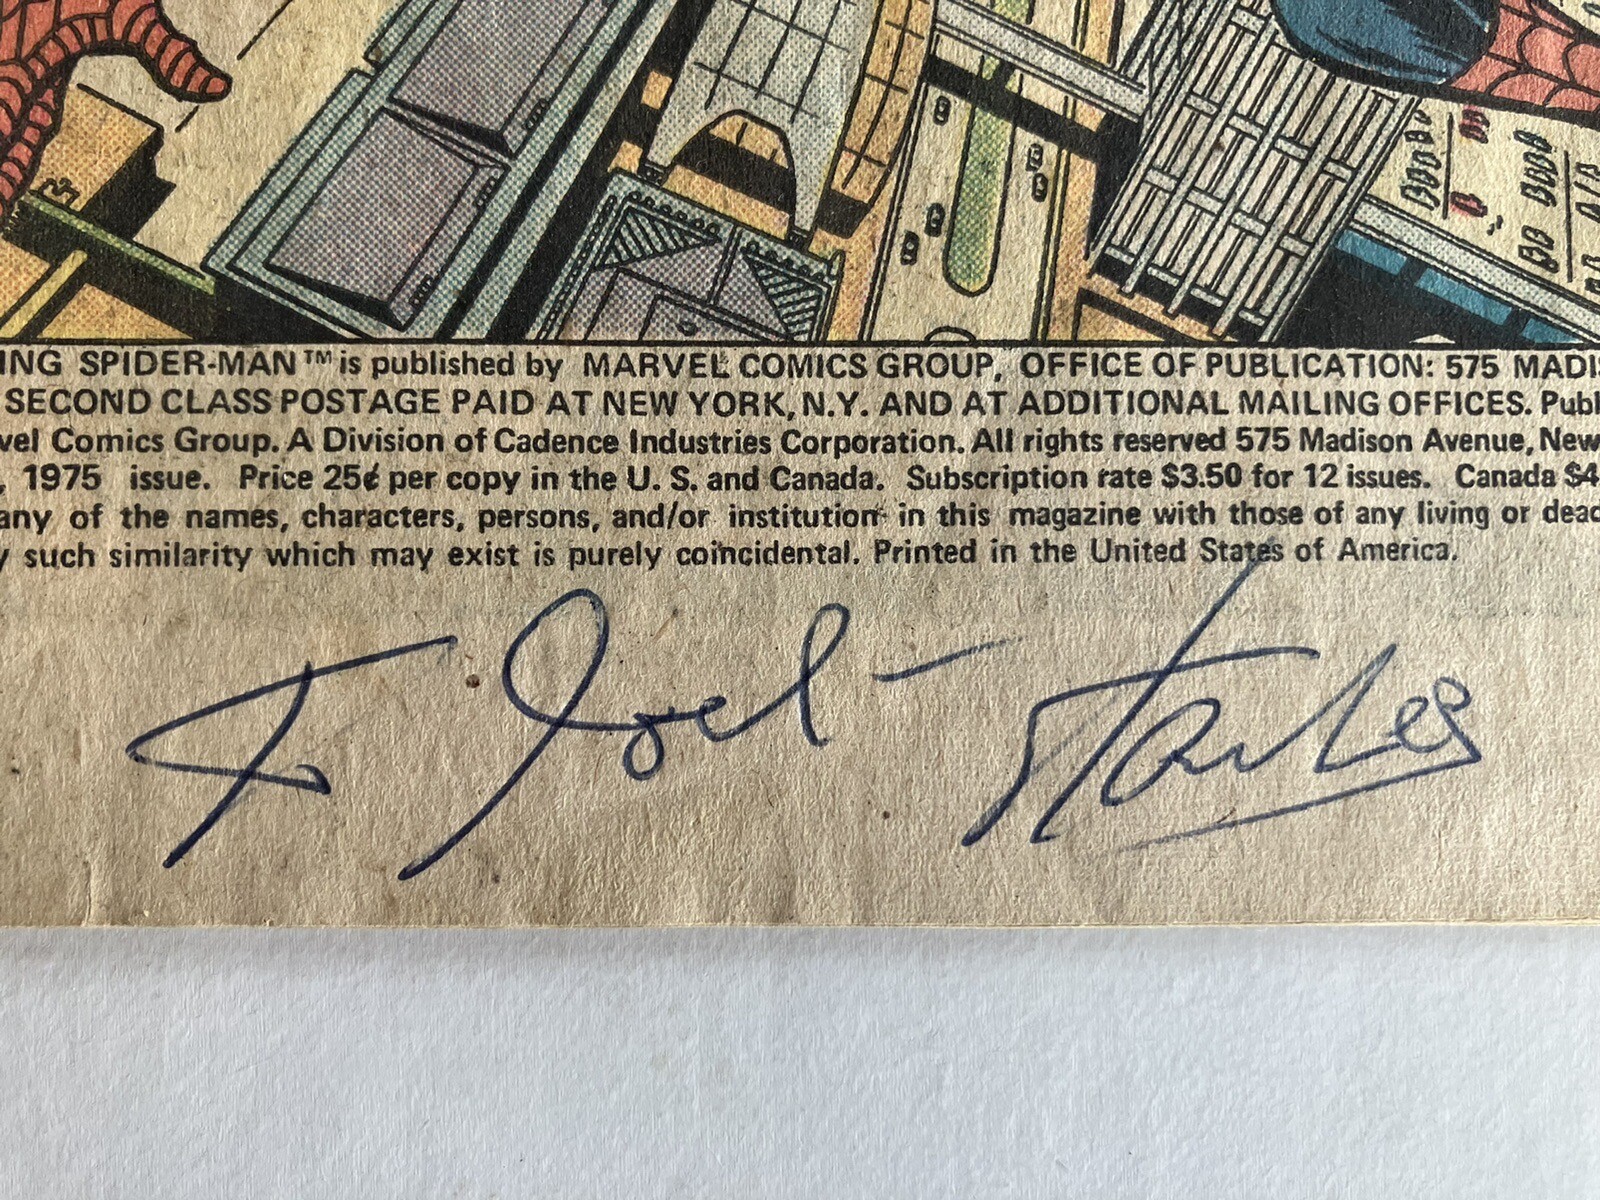 ING SPIDER-MAN™ is published by MARVEL COMICS GROUP, OFFICE OF PUBLICATION: 575 MADIS
SECOND CLASS POSTAGE PAID AT NEW YORK, N.Y. AND AT ADDITIONAL MAILING OFFICES. Publ
vel Comics Group. A Division of Cadence Industries Corporation. All rights reserved 575 Madison Avenue, New
, 1975 issue. Price 25¢ per copy in the U. S. and Canada. Subscription rate $3.50 for 12 issues. Canada $4
any of the names, characters, persons, and/or institution in this magazine with those of any living or dead
y such similarity which may exist is purely coincidental. Printed in the United States of America.
To Joel – Stan Lee